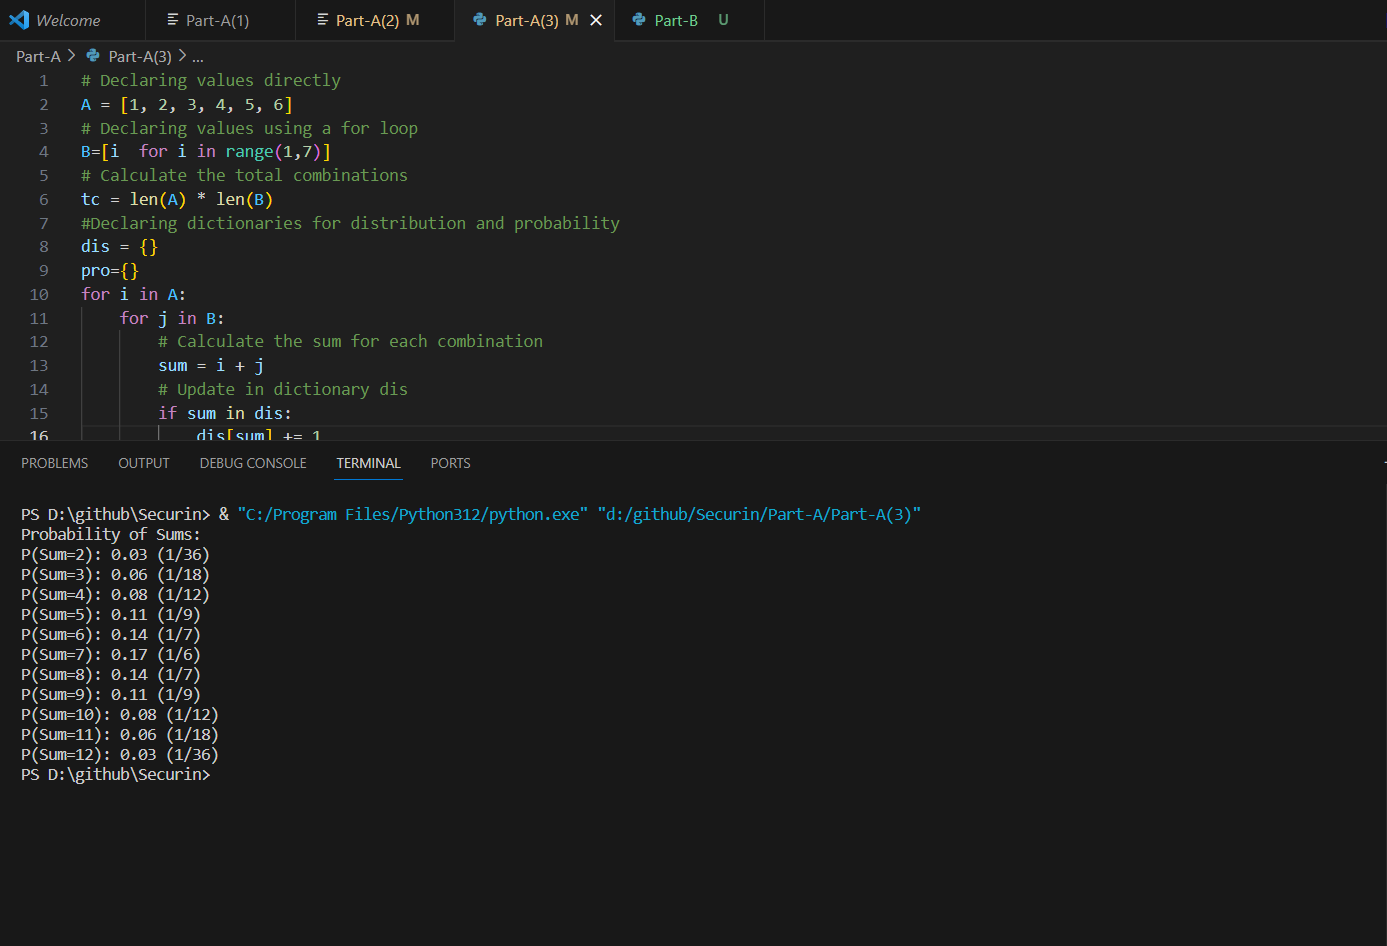 Welcome Part-A(1) Part-A(2) M Part-A(3) M Part-B U
Part-A > Part-A(3) > ...
1 # Declaring values directly
2 A = [1, 2, 3, 4, 5, 6]
3 # Declaring values using a for loop
4 B=[i  for i in range(1,7)]
5 # Calculate the total combinations
6 tc = len(A) * len(B)
7 #Declaring dictionaries for distribution and probability
8 dis = {}
9 pro={}
10 for i in A:
11     for j in B:
12         # Calculate the sum for each combination
13         sum = i + j
14         # Update in dictionary dis
15         if sum in dis:
16             dis[sum] += 1
PROBLEMS OUTPUT DEBUG CONSOLE TERMINAL PORTS
PS D:\github\Securin> & "C:/Program Files/Python312/python.exe" "d:/github/Securin/Part-A/Part-A(3)"
Probability of Sums:
P(Sum=2): 0.03 (1/36)
P(Sum=3): 0.06 (1/18)
P(Sum=4): 0.08 (1/12)
P(Sum=5): 0.11 (1/9)
P(Sum=6): 0.14 (1/7)
P(Sum=7): 0.17 (1/6)
P(Sum=8): 0.14 (1/7)
P(Sum=9): 0.11 (1/9)
P(Sum=10): 0.08 (1/12)
P(Sum=11): 0.06 (1/18)
P(Sum=12): 0.03 (1/36)
PS D:\github\Securin>